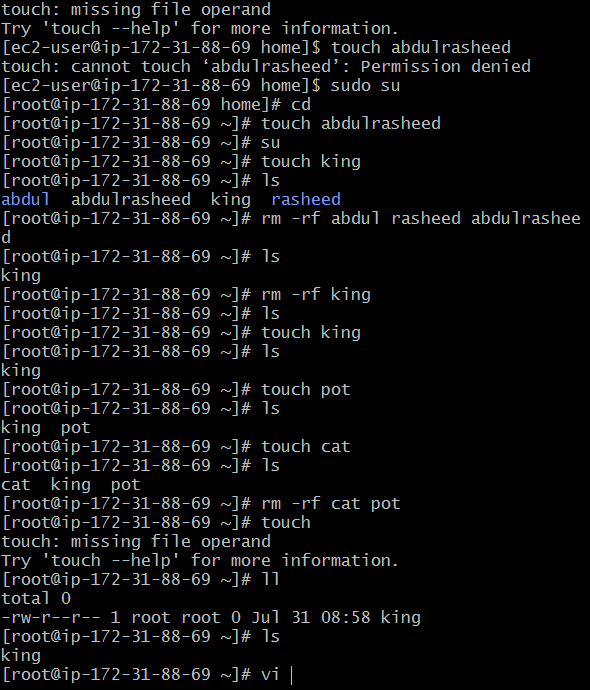 touch: missing file operand
Try 'touch --help' for more information.
[ec2-user@ip-172-31-88-69 home]$ touch abdulrasheed
touch: cannot touch ‘abdulrasheed’: Permission denied
[ec2-user@ip-172-31-88-69 home]$ sudo su
[root@ip-172-31-88-69 home]# cd
[root@ip-172-31-88-69 ~]# touch abdulrasheed
[root@ip-172-31-88-69 ~]# su
[root@ip-172-31-88-69 ~]# touch king
[root@ip-172-31-88-69 ~]# ls
abdul  abdulrasheed  king  rasheed
[root@ip-172-31-88-69 ~]# rm -rf abdul rasheed abdulrashee
d
[root@ip-172-31-88-69 ~]# ls
king
[root@ip-172-31-88-69 ~]# rm -rf king
[root@ip-172-31-88-69 ~]# ls
[root@ip-172-31-88-69 ~]# touch king
[root@ip-172-31-88-69 ~]# ls
king
[root@ip-172-31-88-69 ~]# touch pot
[root@ip-172-31-88-69 ~]# ls
king  pot
[root@ip-172-31-88-69 ~]# touch cat
[root@ip-172-31-88-69 ~]# ls
cat  king  pot
[root@ip-172-31-88-69 ~]# rm -rf cat pot
[root@ip-172-31-88-69 ~]# touch
touch: missing file operand
Try 'touch --help' for more information.
[root@ip-172-31-88-69 ~]# ll
total 0
-rw-r--r-- 1 root root 0 Jul 31 08:58 king
[root@ip-172-31-88-69 ~]# ls
king
[root@ip-172-31-88-69 ~]# vi